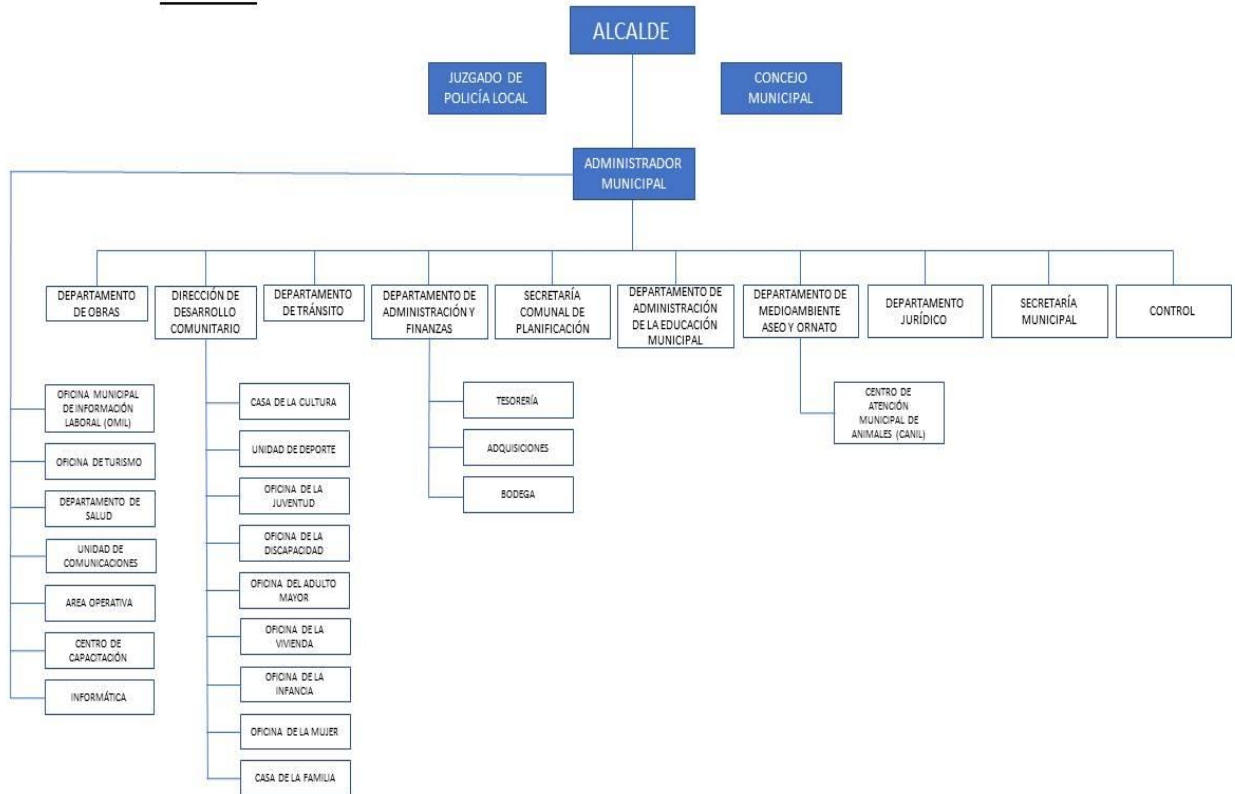 ALCALDE
JUZGADO DE
POLICÍA LOCAL
CONCEJO
MUNICIPAL
ADMINISTRADOR
MUNICIPAL
DEPARTAMENTO
DE OBRAS
DIRECCIÓN DE
DESARROLLO
COMUNITARIO
DEPARTAMENTO
DE TRÁNSITO
DEPARTAMENTO DE
ADMINISTRACIÓN Y
FINANZAS
SECRETARÍA
COMUNAL DE
PLANIFICACIÓN
DEPARTAMENTO DE
ADMINISTRACIÓN
DE LA EDUCACIÓN
MUNICIPAL
DEPARTAMENTO DE
MEDIOAMBIENTE
ASEO Y ORNATO
DEPARTAMENTO
JURÍDICO
SECRETARÍA
MUNICIPAL
CONTROL
OFICINA MUNICIPAL
DE INFORMACIÓN
LABORAL (OMIL)
OFICINA DE TURISMO
DEPARTAMENTO DE
SALUD
UNIDAD DE
COMUNICACIONES
AREA OPERATIVA
CENTRO DE
CAPACITACIÓN
INFORMÁTICA
CASA DE LA CULTURA
UNIDAD DE DEPORTE
OFICINA DE LA
JUVENTUD
OFICINA DE LA
DISCAPACIDAD
OFICINA DEL ADULTO
MAYOR
OFICINA DE LA
VIVIENDA
OFICINA DE LA
INFANCIA
OFICINA DE LA MUJER
CASA DE LA FAMILIA
TESORERÍA
ADQUISICIONES
BODEGA
CENTRO DE
ATENCIÓN
MUNICIPAL DE
ANIMALES (CANIL)